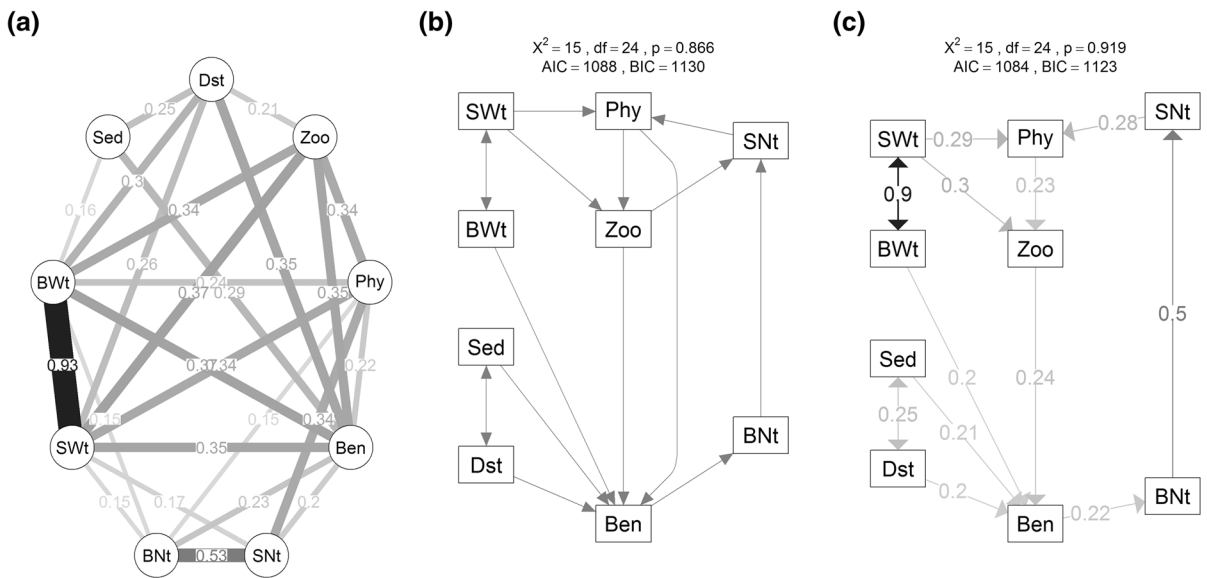 (a)
Dst
0.25
0.21
Sed
Zoo
0.3
0.16
0.34
0.34
0.26
0.35
BWt
0.24
Phy
0.37
0.29
0.35
0.93
0.37
0.34
0.22
0.15
0.15
0.34
SWt
0.35
Ben
0.15
0.17
0.23
0.2
BNt
0.53
SNt
(b)
X² = 15 , df = 24 , p = 0.866
AIC = 1088 , BIC = 1130
SWt
Phy
SNt
BWt
Zoo
Sed
BNt
Dst
Ben
(c)
X² = 15 , df = 24 , p = 0.919
AIC = 1084 , BIC = 1123
SNt
0.28
SWt
0.29
Phy
0.3
0.23
0.9
BWt
Zoo
0.5
Sed
0.2
0.24
0.25
0.21
Dst
0.2
BNt
0.22
Ben